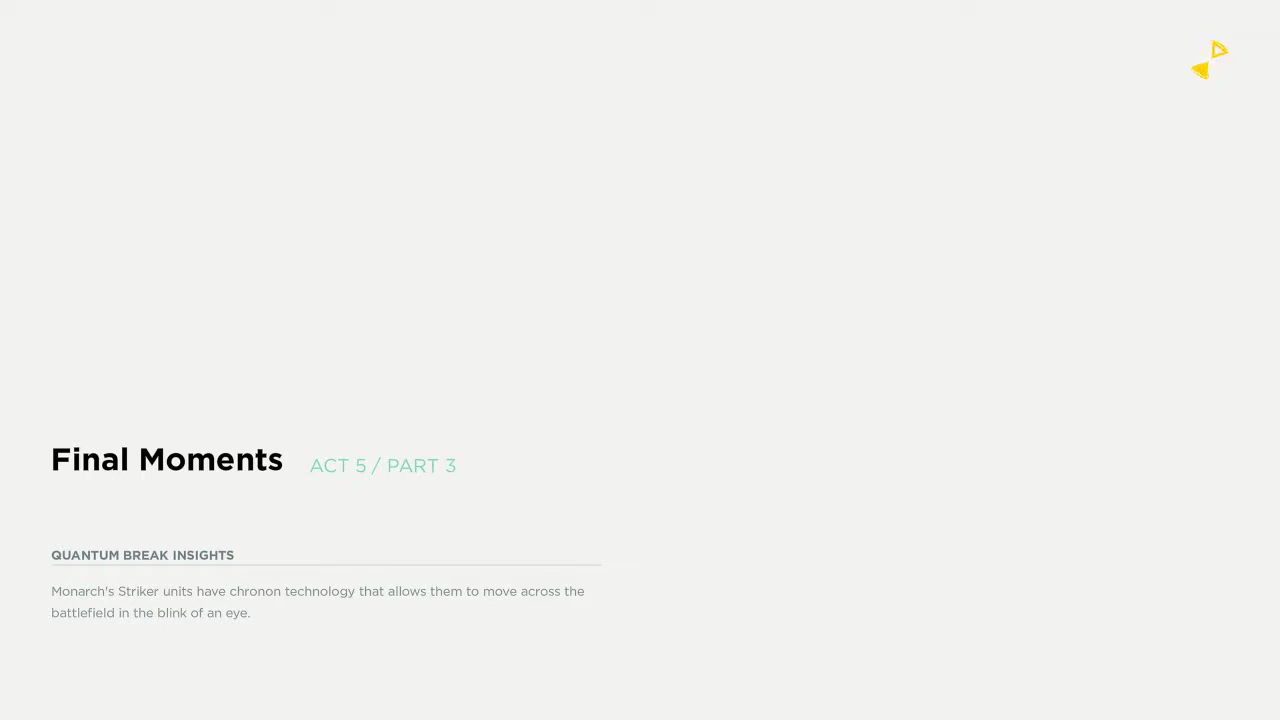 Final Moments ACT 5 / PART 3
QUANTUM BREAK INSIGHTS
Monarch's Striker units have chronon technology that allows them to move across the
battlefield in the blink of an eye.